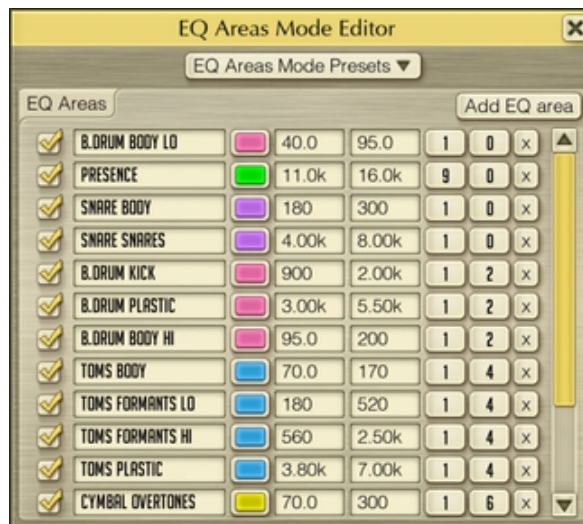 EQ Areas Mode Editor
EQ Areas Mode Presets ▼
EQ Areas Add EQ area
B.DRUM BODY LO 40.0 95.0 1 0 x
PRESENCE 11.0k 16.0k 9 0 x
SNARE BODY 180 300 1 0 x
SNARE SNARES 4.00k 8.00k 1 0 x
B.DRUM KICK 900 2.00k 1 2 x
B.DRUM PLASTIC 3.00k 5.50k 1 2 x
B.DRUM BODY HI 95.0 200 1 2 x
TOMS BODY 70.0 170 1 4 x
TOMS FORMANTS LO 180 520 1 4 x
TOMS FORMANTS HI 560 2.50k 1 4 x
TOMS PLASTIC 3.80k 7.00k 1 4 x
CYMBAL OVERTONES 70.0 300 1 6 x